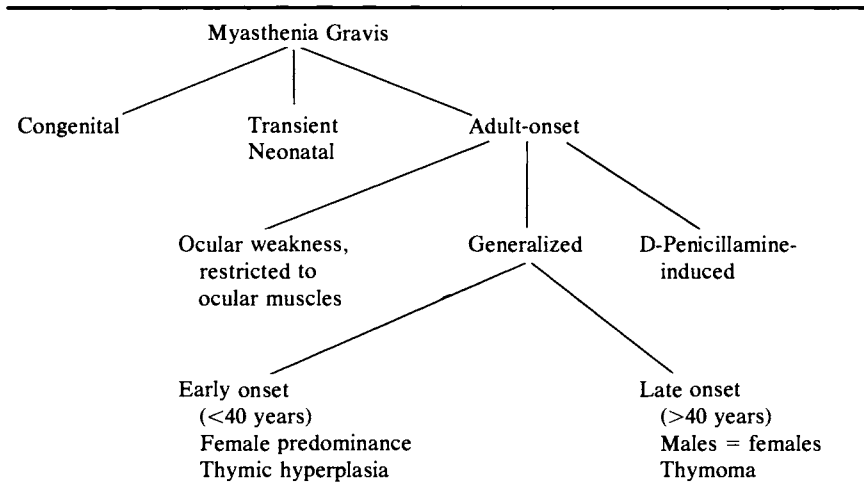 Myasthenia Gravis
Congenital
Transient
Neonatal
Adult-onset
Ocular weakness,
restricted to
ocular muscles
Generalized
D-Penicillamine-
induced
Early onset
(<40 years)
Female predominance
Thymic hyperplasia
Late onset
(>40 years)
Males = females
Thymoma